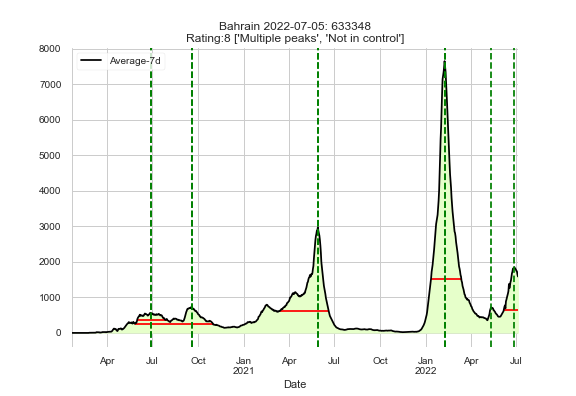 Bahrain 2022-07-05: 633348
Rating:8 ['Multiple peaks', 'Not in control']
Average-7d
8000
7000
6000
5000
4000
3000
2000
1000
0
Apr Jul Oct Jan Apr Jul Oct Jan Apr Jul
2021 2022
Date